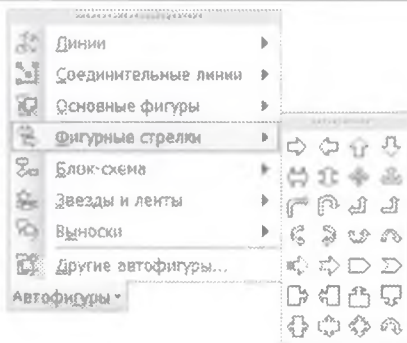 Линии
Соединительные линии
Основные фигуры
Фигурные стрелки
Блок-схема
Звезды и ленты
Выноски
Другие автофигуры...
Автофигуры